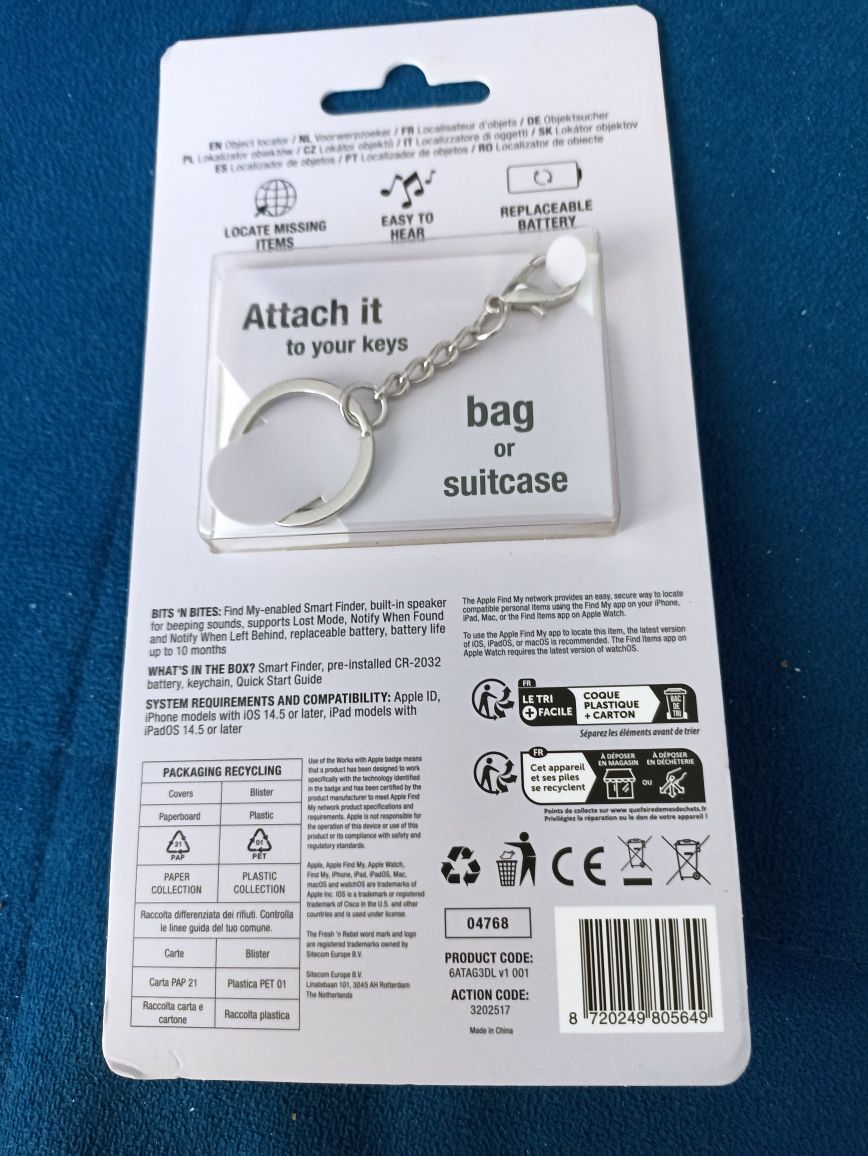 EN Object locator / NL Voorwerpzoeker / FR Localisateur d'objets / DE Objektsucher
PL Lokalizator obiektów / CZ Lokátor objektů / IT Localizzatore di oggetti / SK Lokátor objektov
ES Localizador de objetos / PT Localizador de objetos / RO Localizator de obiecte
LOCATE MISSING
ITEMS
EASY TO
HEAR
REPLACEABLE
BATTERY
Attach it
to your keys
bag
or
suitcase
BITS 'N BITES: Find My-enabled Smart Finder, built-in speaker
for beeping sounds, supports Lost Mode, Notify When Found
and Notify When Left Behind, replaceable battery, battery life
up to 10 months
WHAT'S IN THE BOX? Smart Finder, pre-installed CR-2032
battery, keychain, Quick Start Guide
SYSTEM REQUIREMENTS AND COMPATIBILITY: Apple ID,
iPhone models with iOS 14.5 or later, iPad models with
iPadOS 14.5 or later
The Apple Find My network provides an easy, secure way to locate
compatible personal items using the Find My app on your iPhone,
iPad, Mac, or the Find Items app on Apple Watch.
To use the Apple Find My app to locate this item, the latest version
of iOS, iPadOS, or macOS is recommended. The Find Items app on
Apple Watch requires the latest version of watchOS.
FR
LE TRI
+ FACILE
COQUE
PLASTIQUE
+ CARTON
BAC
DE
TRI
Séparez les éléments avant de trier
FR
Cet appareil
et ses piles
se recyclent
À DÉPOSER
EN MAGASIN
OU
À DÉPOSER
EN DÉCHÈTERIE
Points de collecte sur www.quefairedemesdechets.fr
Privilégiez la réparation ou le don de votre appareil !
PACKAGING RECYCLING
Covers
Blister
Paperboard
Plastic
21
PAP
01
PET
PAPER
COLLECTION
PLASTIC
COLLECTION
Raccolta differenziata dei rifiuti. Controlla
le linee guida del tuo comune.
Carte
Blister
Carta PAP 21
Plastica PET 01
Raccolta carta e
cartone
Raccolta plastica
Use of the Works with Apple badge means
that a product has been designed to work
specifically with the technology identified
in the badge and has been certified by the
product manufacturer to meet Apple Find
My network product specifications and
requirements. Apple is not responsible for
the operation of this device or use of this
product or its compliance with safety and
regulatory standards.
Apple, Apple Find My, Apple Watch,
Find My, iPhone, iPad, iPadOS, Mac,
macOS and watchOS are trademarks of
Apple Inc. IOS is a trademark or registered
trademark of Cisco in the U.S. and other
countries and is used under license.
The Fresh 'n Rebel word mark and logo
are registered trademarks owned by
Sitecom Europe B.V.
Sitecom Europe B.V.
Linatebaan 101, 3045 AH Rotterdam
The Netherlands
CE
04768
PRODUCT CODE:
6ATAG3DL v1 001
ACTION CODE:
3202517
Made in China
8 720249 805649